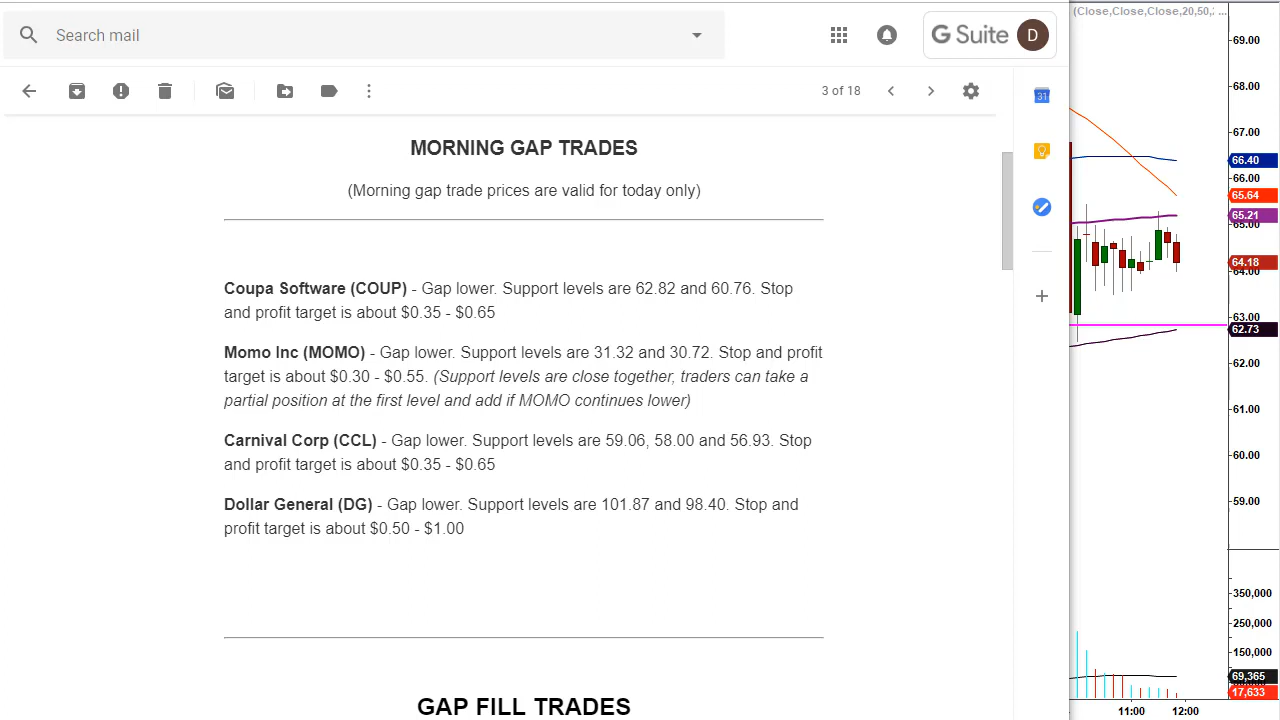 Search mail
G Suite
D
3 of 18
31
MORNING GAP TRADES
(Morning gap trade prices are valid for today only)
Coupa Software (COUP) - Gap lower. Support levels are 62.82 and 60.76. Stop
and profit target is about $0.35 - $0.65
Momo Inc (MOMO) - Gap lower. Support levels are 31.32 and 30.72. Stop and profit
target is about $0.30 - $0.55. (Support levels are close together, traders can take a
partial position at the first level and add if MOMO continues lower)
Carnival Corp (CCL) - Gap lower. Support levels are 59.06, 58.00 and 56.93. Stop
and profit target is about $0.35 - $0.65
Dollar General (DG) - Gap lower. Support levels are 101.87 and 98.40. Stop and
profit target is about $0.50 - $1.00
GAP FILL TRADES
(Close,Close,Close,20,50,2 ...
69.00
68.00
67.00
66.40
66.00
65.64
65.21
65.00
64.18
64.00
63.00
62.73
62.00
61.00
60.00
59.00
350,000
250,000
150,000
69,365
17,633
11:00
12:00